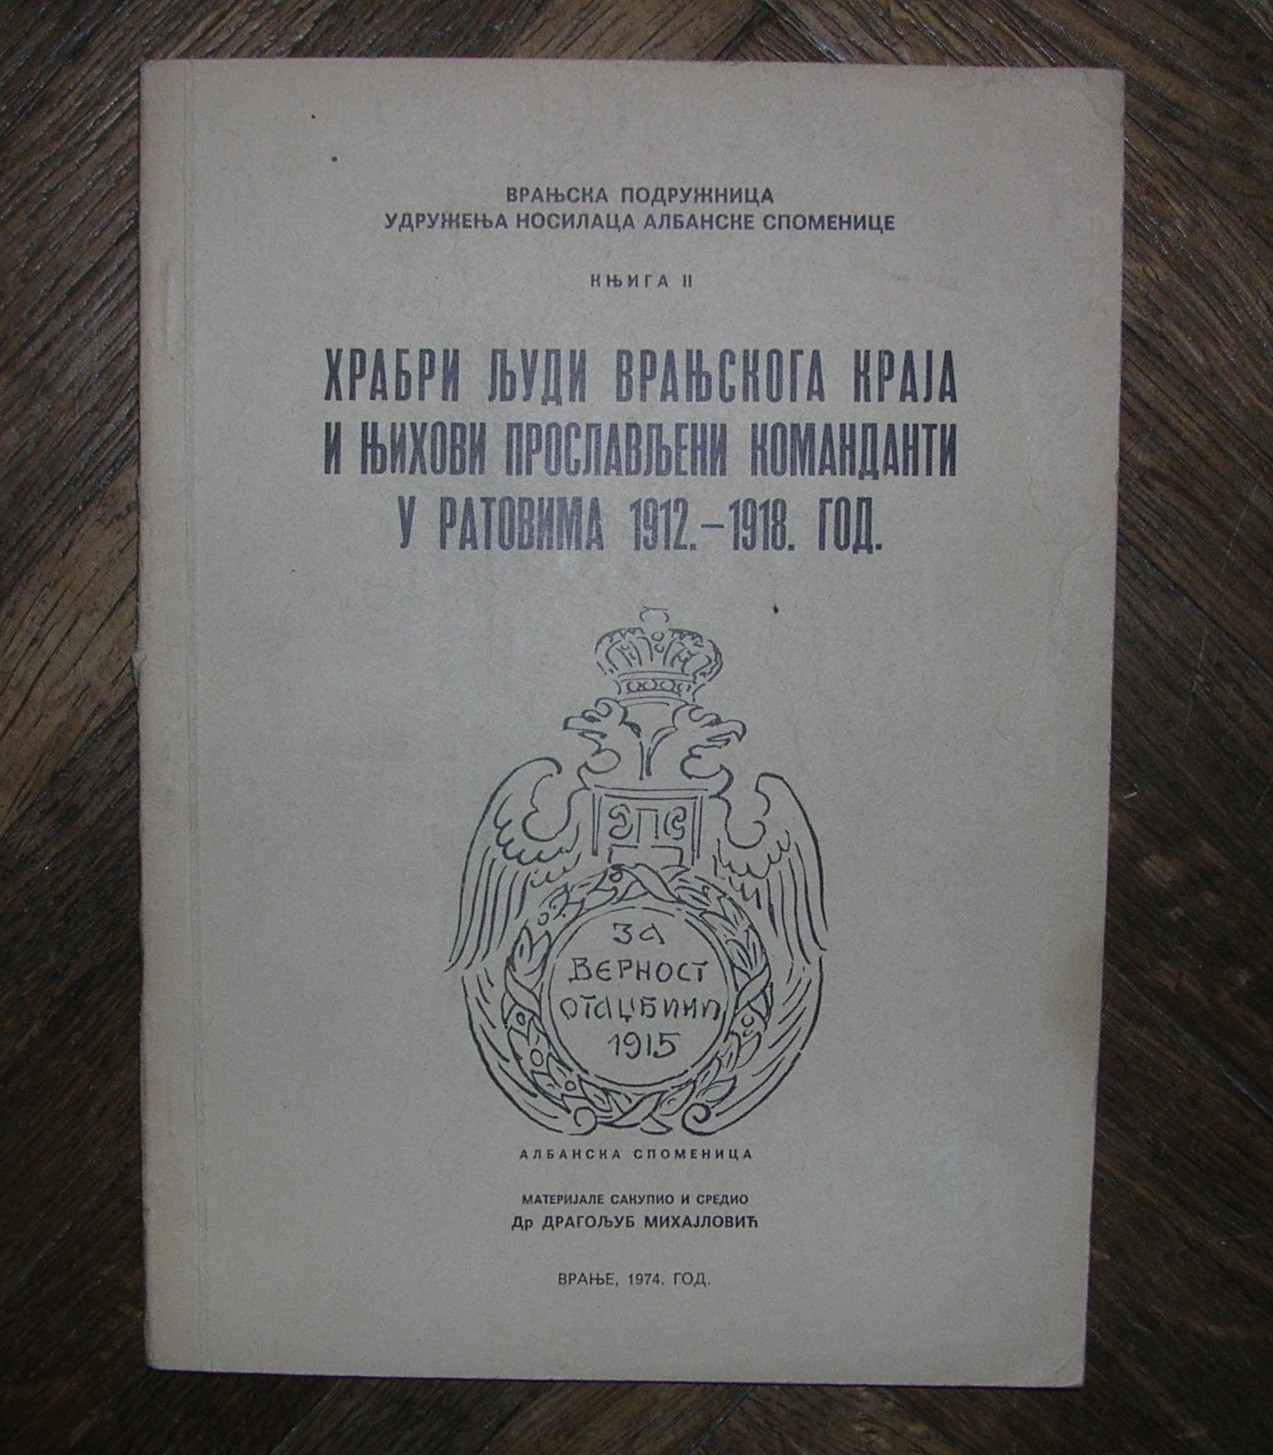 ВРАЊСКА ПОДРУЖНИЦА
УДРУЖЕЊА НОСИЛАЦА АЛБАНСКЕ СПОМЕНИЦЕ
КЊИГА II
ХРАБРИ ЉУДИ ВРАЊСКОГА КРАЈА
И ЊИХОВИ ПРОСЛАВЉЕНИ КОМАНДАНТИ
У РАТОВИМА 1912.—1918. ГОД.
ЗА
ВЕРНОСТ
ОТАЏБИНИ
1915
АЛБАНСКА СПОМЕНИЦА
МАТЕРИЈАЛЕ САКУПИО И СРЕДИО
Др ДРАГОЉУБ МИХАЈЛОВИЋ
ВРАЊЕ, 1974. ГОД.